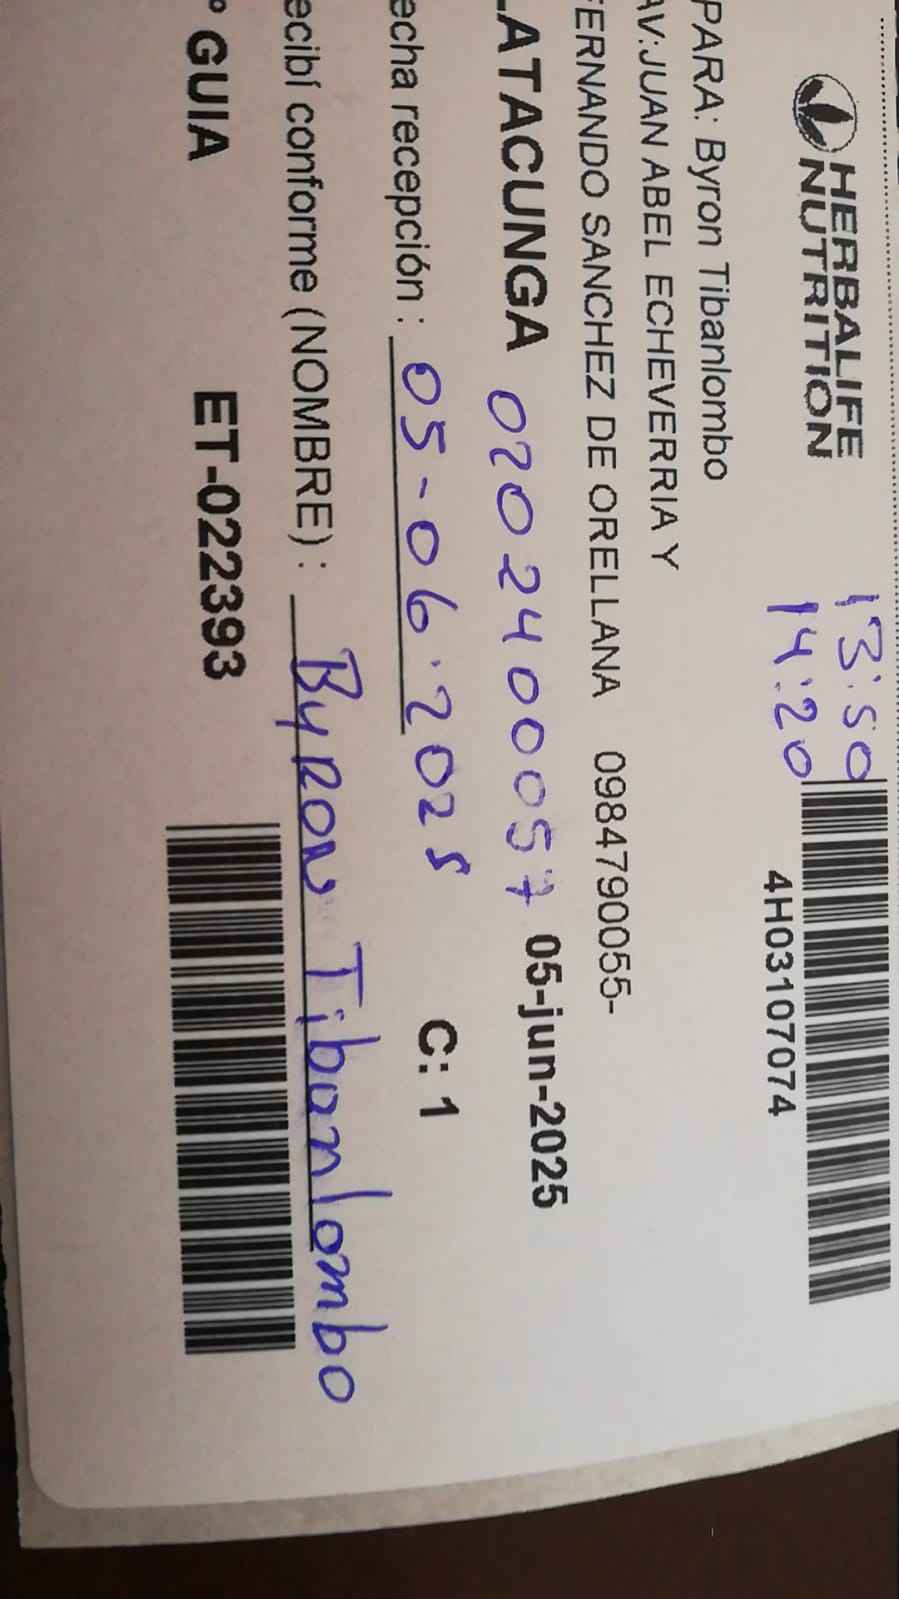 HERBALIFE
NUTRITION
13:50
14:20
4H03107074
PARA: Byron Tibanlombo
AV.JUAN ABEL ECHEVERRIA Y
FERNANDO SANCHEZ DE ORELLANA 0984790055-
LATACUNGA 0202400057 05-jun-2025
echa recepción : 05-06-2025 C: 1
ecibí conforme (NOMBRE) : Byron Tibanlombo
º GUIA ET-022393